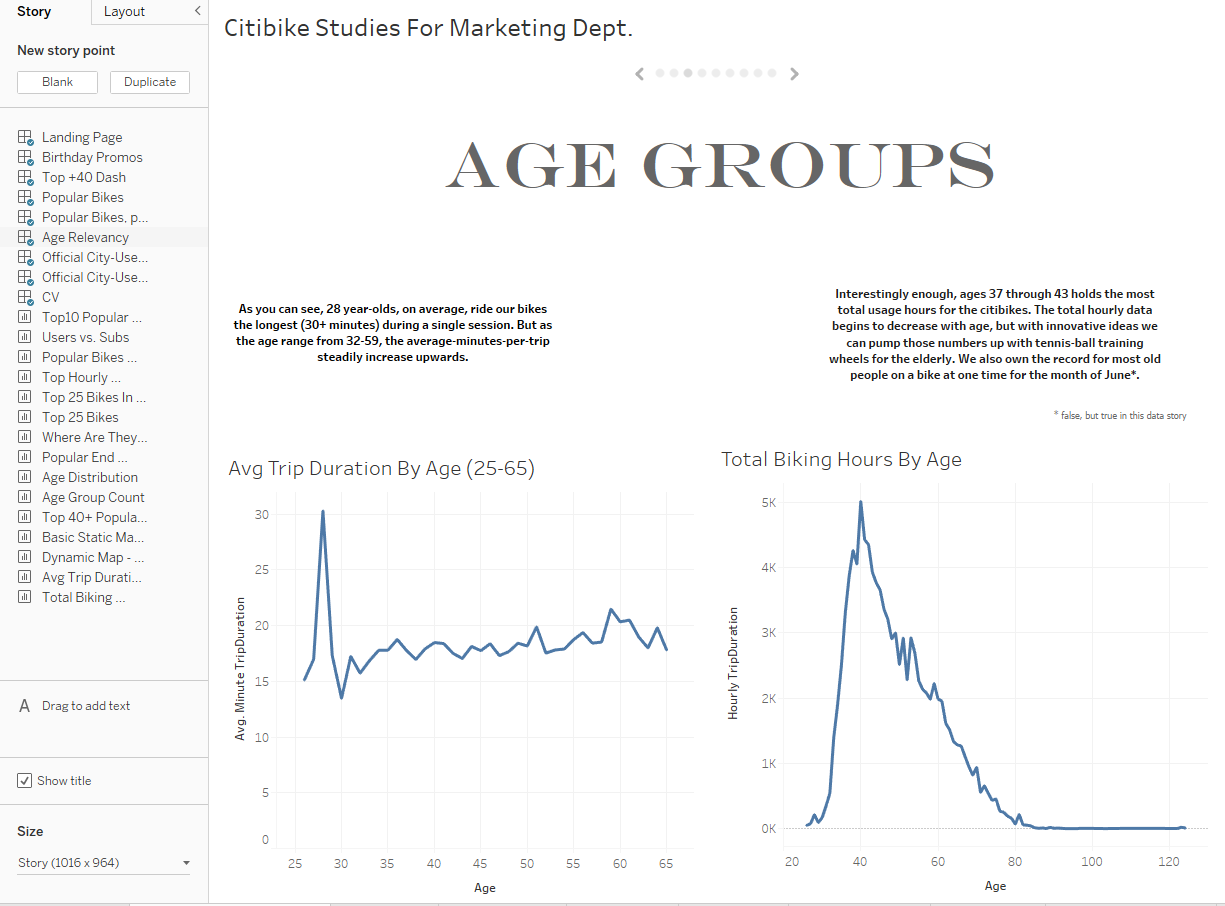 Story
Layout
New story point
Blank
Duplicate
Landing Page
Birthday Promos
Top +40 Dash
Popular Bikes
Popular Bikes, p...
Age Relevancy
Official City-Use...
Official City-Use...
CV
Top10 Popular ...
Users vs. Subs
Popular Bikes ...
Top Hourly ...
Top 25 Bikes In ...
Top 25 Bikes
Where Are They...
Popular End ...
Age Distribution
Age Group Count
Top 40+ Popula...
Basic Static Ma...
Dynamic Map - ...
Avg Trip Durati...
Total Biking ...
A Drag to add text
Show title
Size
Story (1016 x 964)
Citibike Studies For Marketing Dept.
AGE GROUPS
As you can see, 28 year-olds, on average, ride our bikes
the longest (30+ minutes) during a single session. But as
the age range from 32-59, the average-minutes-per-trip
steadily increase upwards.
Interestingly enough, ages 37 through 43 holds the most
total usage hours for the citibikes. The total hourly data
begins to decrease with age, but with innovative ideas we
can pump those numbers up with tennis-ball training
wheels for the elderly. We also own the record for most old
people on a bike at one time for the month of June*.
* false, but true in this data story
Avg Trip Duration By Age (25-65)
Avg. Minute TripDuration
30
25
20
15
10
5
0
25 30 35 40 45 50 55 60 65
Age
Total Biking Hours By Age
Hourly TripDuration
5K
4K
3K
2K
1K
0K
20 40 60 80 100 120
Age